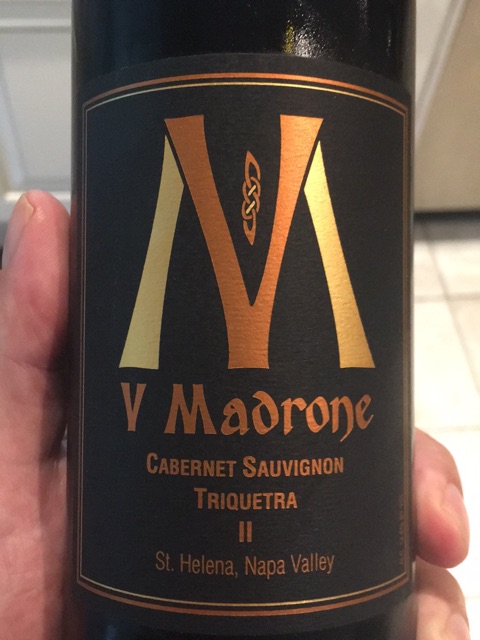 V Madrone
CABERNET SAUVIGNON
TRIQUETRA
II
St. Helena, Napa Valley